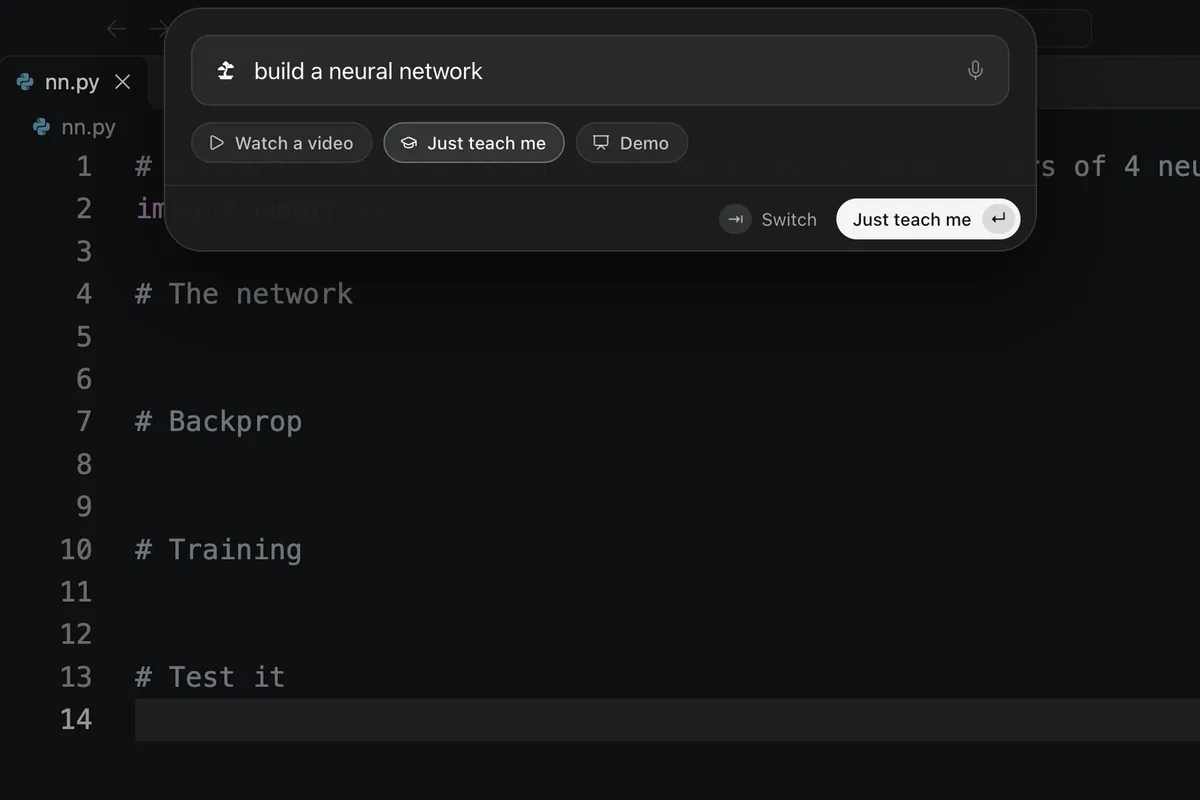 build a neural network
Watch a video
Just teach me
Demo
Switch
Just teach me
nn.py
nn.py
1 # of 4
2
3
4 # The network
5
6
7 # Backprop
8
9
10 # Training
11
12
13 # Test it
14